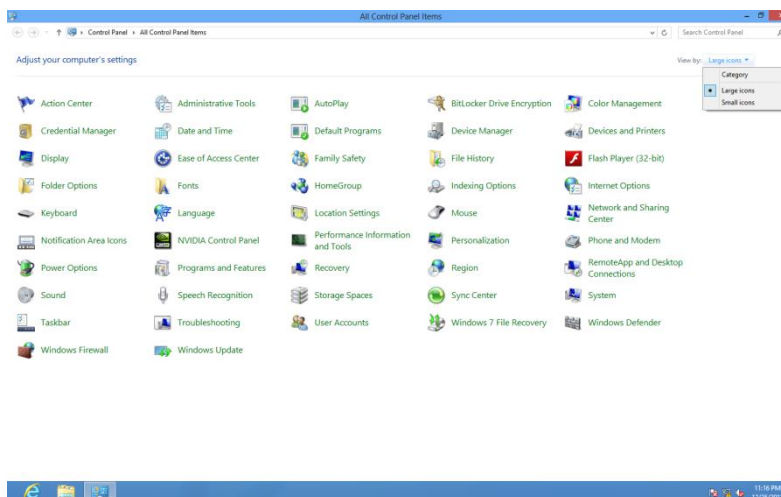 All Control Panel Items
Control Panel All Control Panel Items
Search Control Panel
Adjust your computer's settings
View by: Large icons
Category
Large icons
Small icons
Action Center
Administrative Tools
AutoPlay
BitLocker Drive Encryption
Color Management
Credential Manager
Date and Time
Default Programs
Device Manager
Devices and Printers
Display
Ease of Access Center
Family Safety
File History
Flash Player (32-bit)
Folder Options
Fonts
HomeGroup
Indexing Options
Internet Options
Keyboard
Language
Location Settings
Mouse
Network and Sharing
Center
Notification Area Icons
NVIDIA Control Panel
Performance Information
and Tools
Personalization
Phone and Modem
Power Options
Programs and Features
Recovery
Region
RemoteApp and Desktop
Connections
Sound
Speech Recognition
Storage Spaces
Sync Center
System
Taskbar
Troubleshooting
User Accounts
Windows 7 File Recovery
Windows Defender
Windows Firewall
Windows Update
11:16 PM